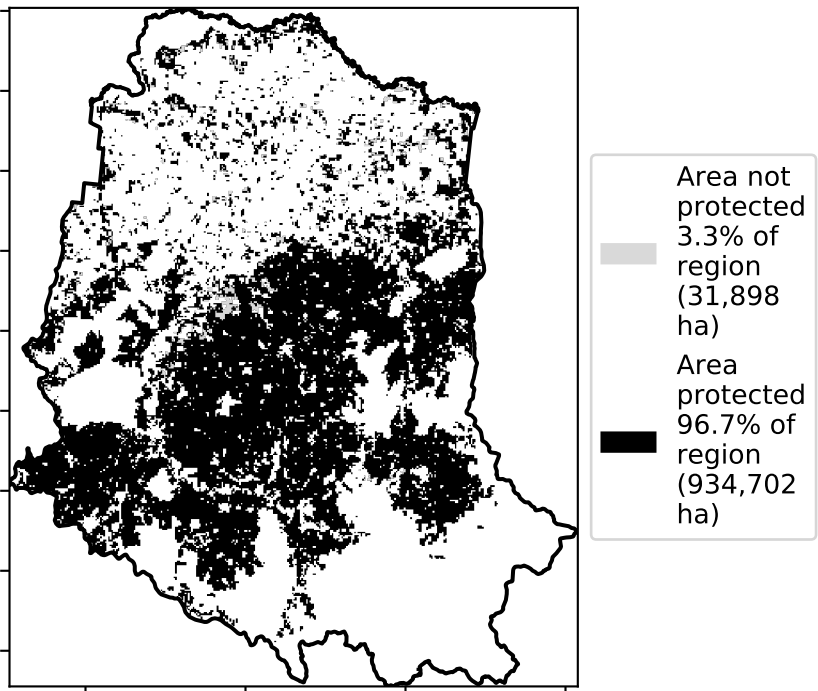 Area not
protected
3.3% of
region
(31,898
ha)
Area
protected
96.7% of
region
(934,702
ha)